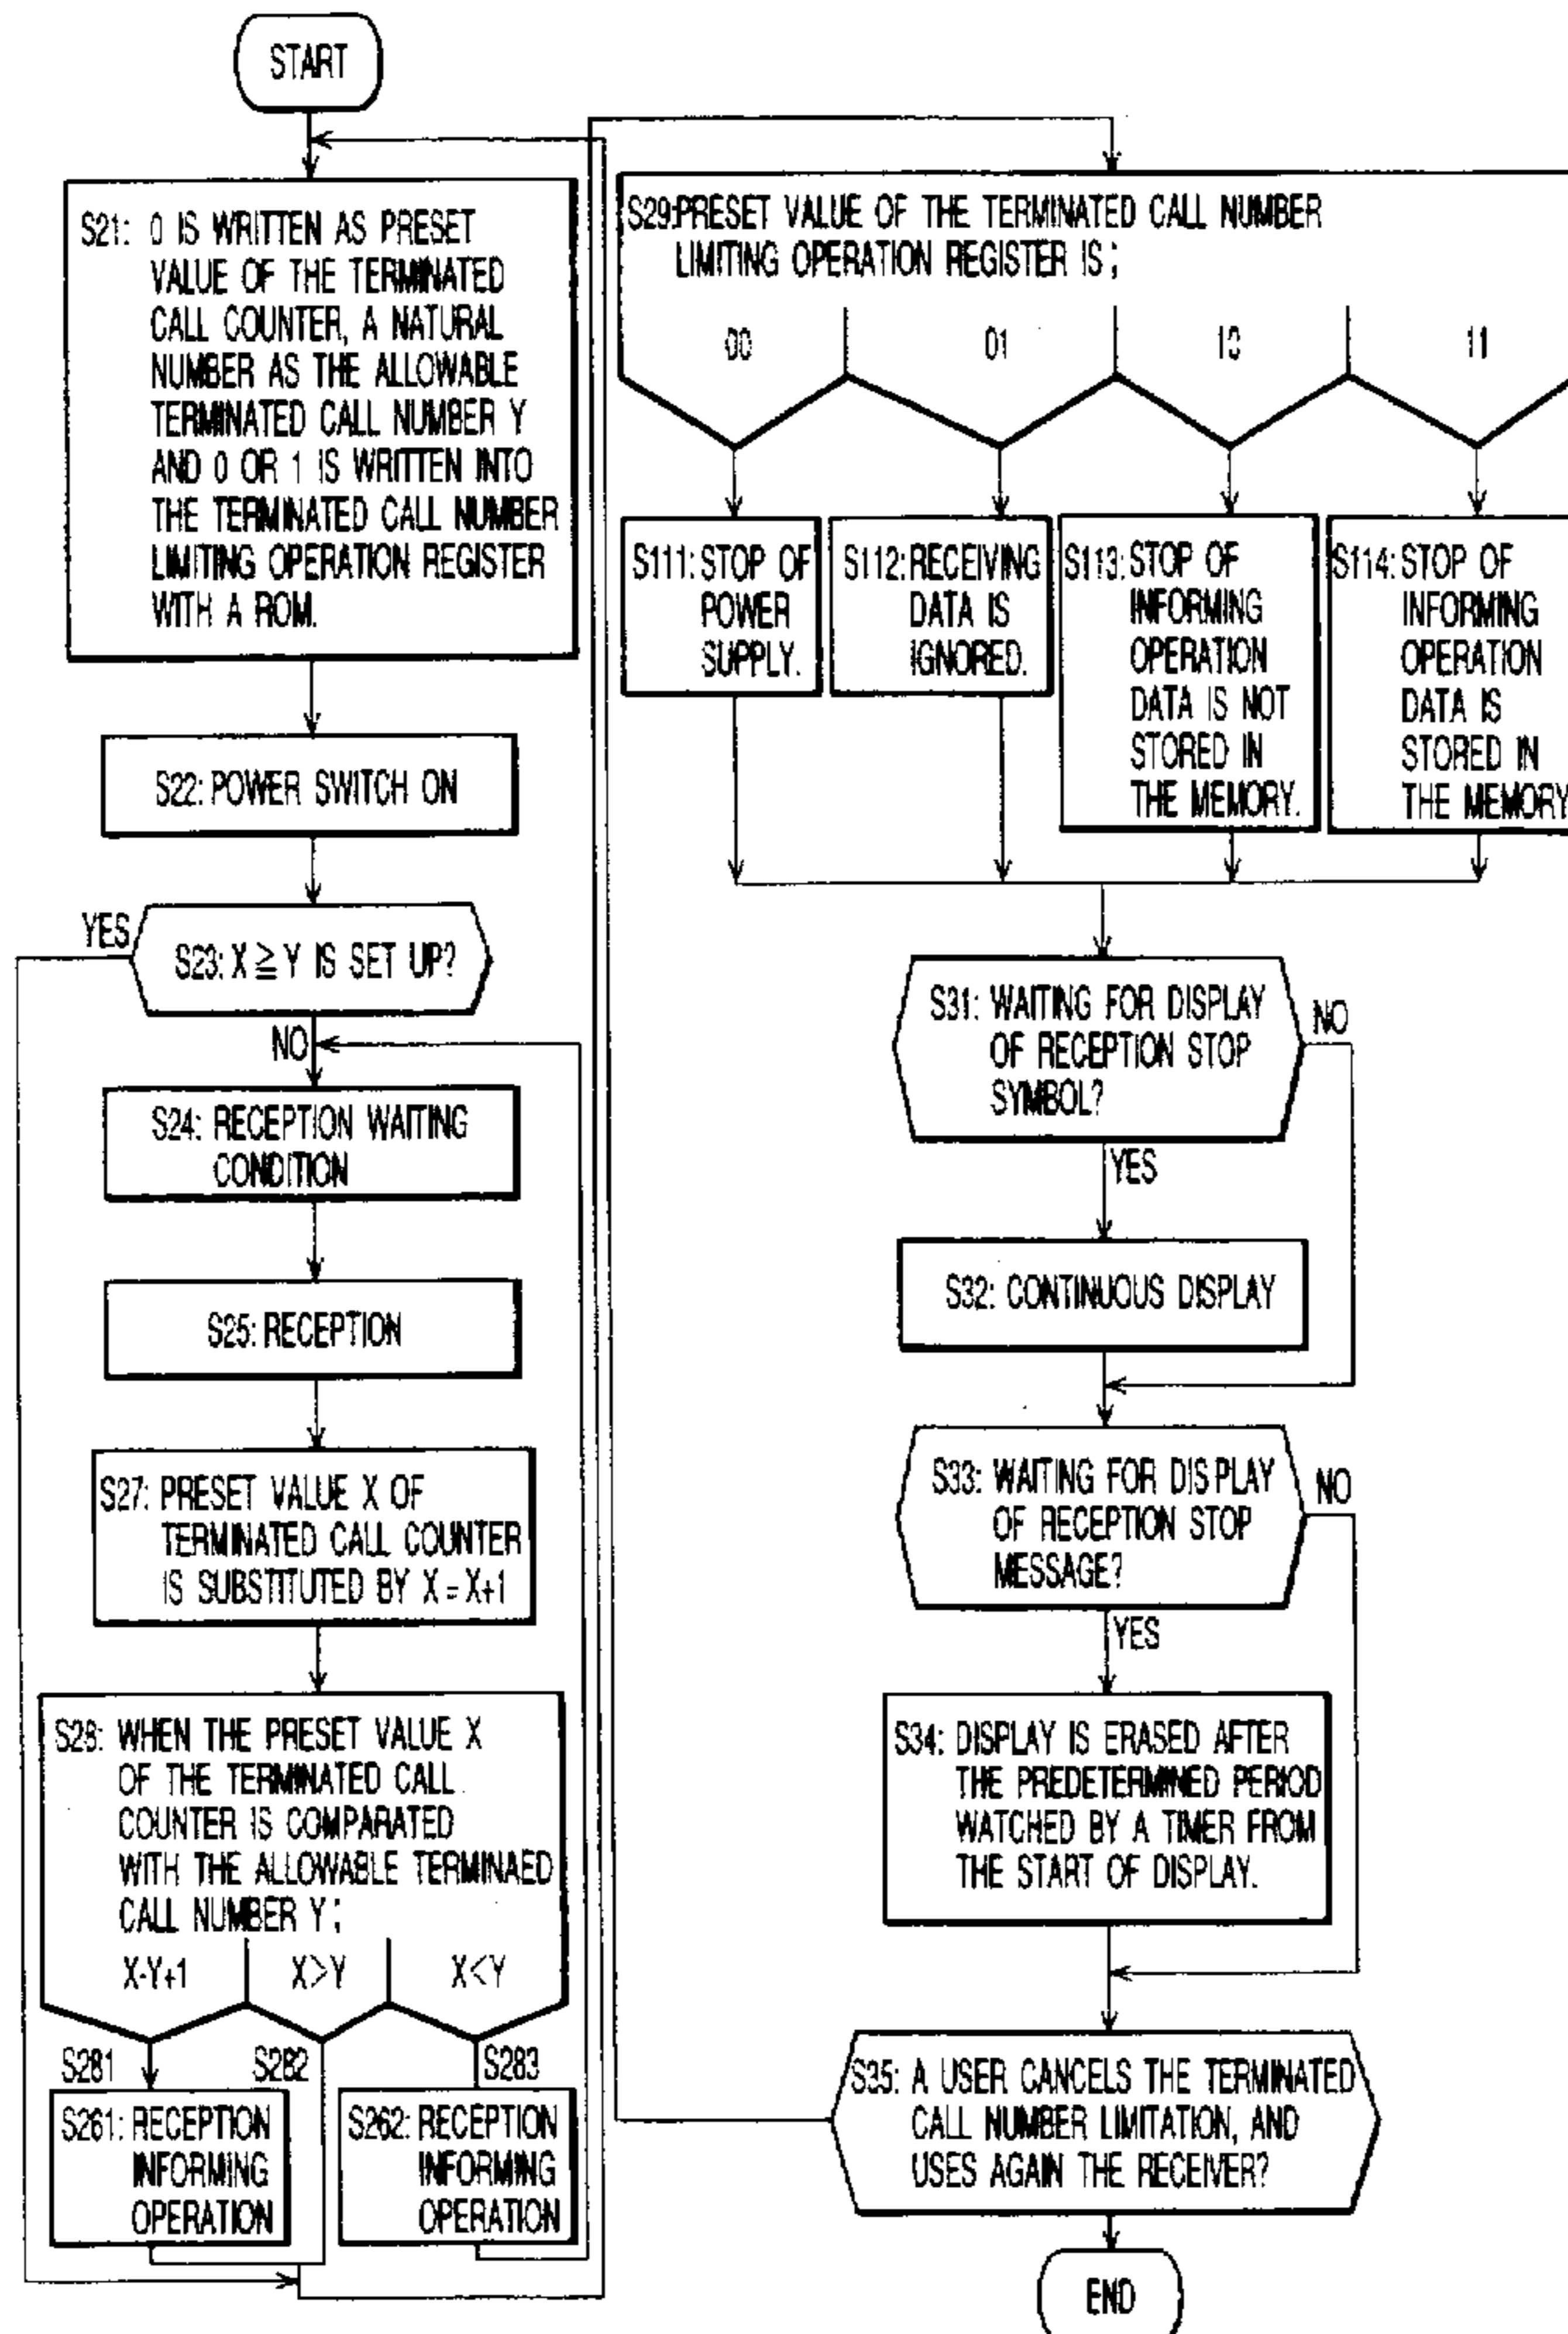 START
S21: 0 IS WRITTEN AS PRESET
VALUE OF THE TERMINATED
CALL COUNTER, A NATURAL
NUMBER AS THE ALLOWABLE
TERMINATED CALL NUMBER Y
AND 0 OR 1 IS WRITTEN INTO
THE TERMINATED CALL NUMBER
LIMITING OPERATION REGISTER
WITH A ROM.
S22: POWER SWITCH ON
YES
S23: X ≧ Y IS SET UP?
NO
S24: RECEPTION WAITING
CONDITION
S25: RECEPTION
S27: PRESET VALUE X OF
TERMINATED CALL COUNTER
IS SUBSTITUTED BY X = X+1
S28: WHEN THE PRESET VALUE X
OF THE TERMINATED CALL
COUNTER IS COMPARATED
WITH THE ALLOWABLE TERMINAED
CALL NUMBER Y;
X-Y+1
X>Y
X<Y
S281
S282
S283
S261: RECEPTION
INFORMING
OPERATION
S262: RECEPTION
INFORMING
OPERATION
S29: PRESET VALUE OF THE TERMINATED CALL NUMBER
LIMITING OPERATION REGISTER IS;
00
01
10
11
S111: STOP OF
POWER
SUPPLY.
S112: RECEIVING
DATA IS
IGNORED.
S113: STOP OF
INFORMING
OPERATION
DATA IS NOT
STORED IN
THE MEMORY.
S114: STOP OF
INFORMING
OPERATION
DATA IS
STORED IN
THE MEMORY
S31: WAITING FOR DISPLAY
OF RECEPTION STOP
SYMBOL?
NO
YES
S32: CONTINUOUS DISPLAY
S33: WAITING FOR DISPLAY
OF RECEPTION STOP
MESSAGE?
NO
YES
S34: DISPLAY IS ERASED AFTER
THE PREDETERMINED PERIOD
WATCHED BY A TIMER FROM
THE START OF DISPLAY.
S35: A USER CANCELS THE TERMINATED
CALL NUMBER LIMITATION, AND
USES AGAIN THE RECEIVER?
END